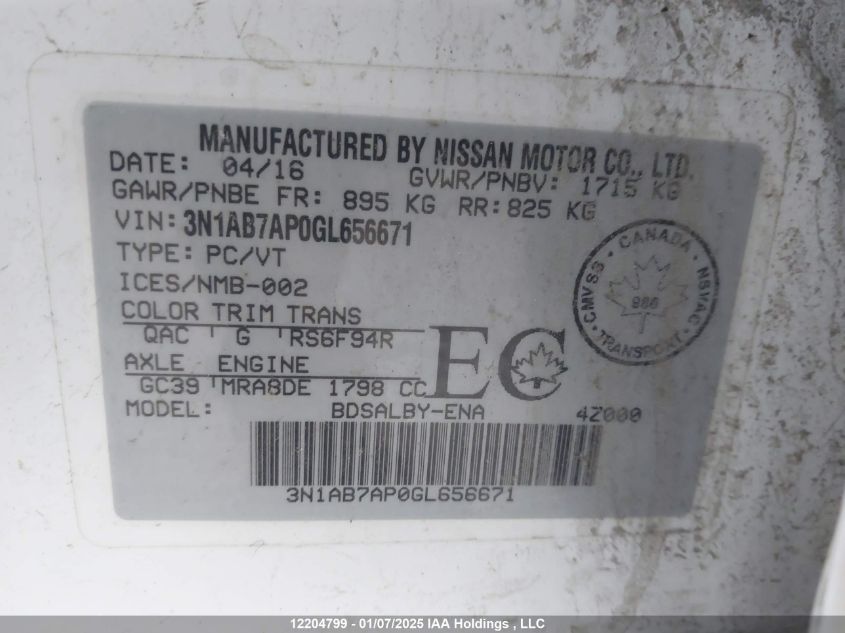 MANUFACTURED BY NISSAN MOTOR CO., LTD.
DATE: 04/16 GVWR/PNBV: 1715 KG
GAWR/PNBE FR: 895 KG RR: 825 KG
VIN: 3N1AB7AP0GL656671
TYPE: PC/VT
ICES/NMB-002
COLOR TRIM TRANS
QAC G RS6F94R
AXLE ENGINE
GC39 MRA8DE 1798 CC
EC
MODEL: BDSALBY-ENA 4Z000
3N1AB7AP0GL656671
CANADA
CMVSS NSVAC
TRANSPORT
12204799 - 01/07/2025 IAA Holdings , LLC